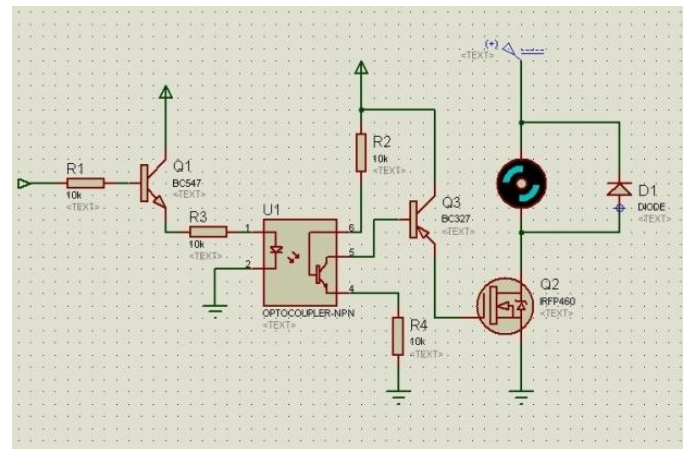 (+)
<TEXT>
R1
10k
<TEXT>
Q1
BC547
<TEXT>
R3
10k
<TEXT>
U1
1
2
6
5
4
OPTOCOUPLER-NPN
<TEXT>
R2
10k
<TEXT>
Q3
BC327
<TEXT>
R4
10k
<TEXT>
D1
DIODE
<TEXT>
Q2
IRFP460
<TEXT>